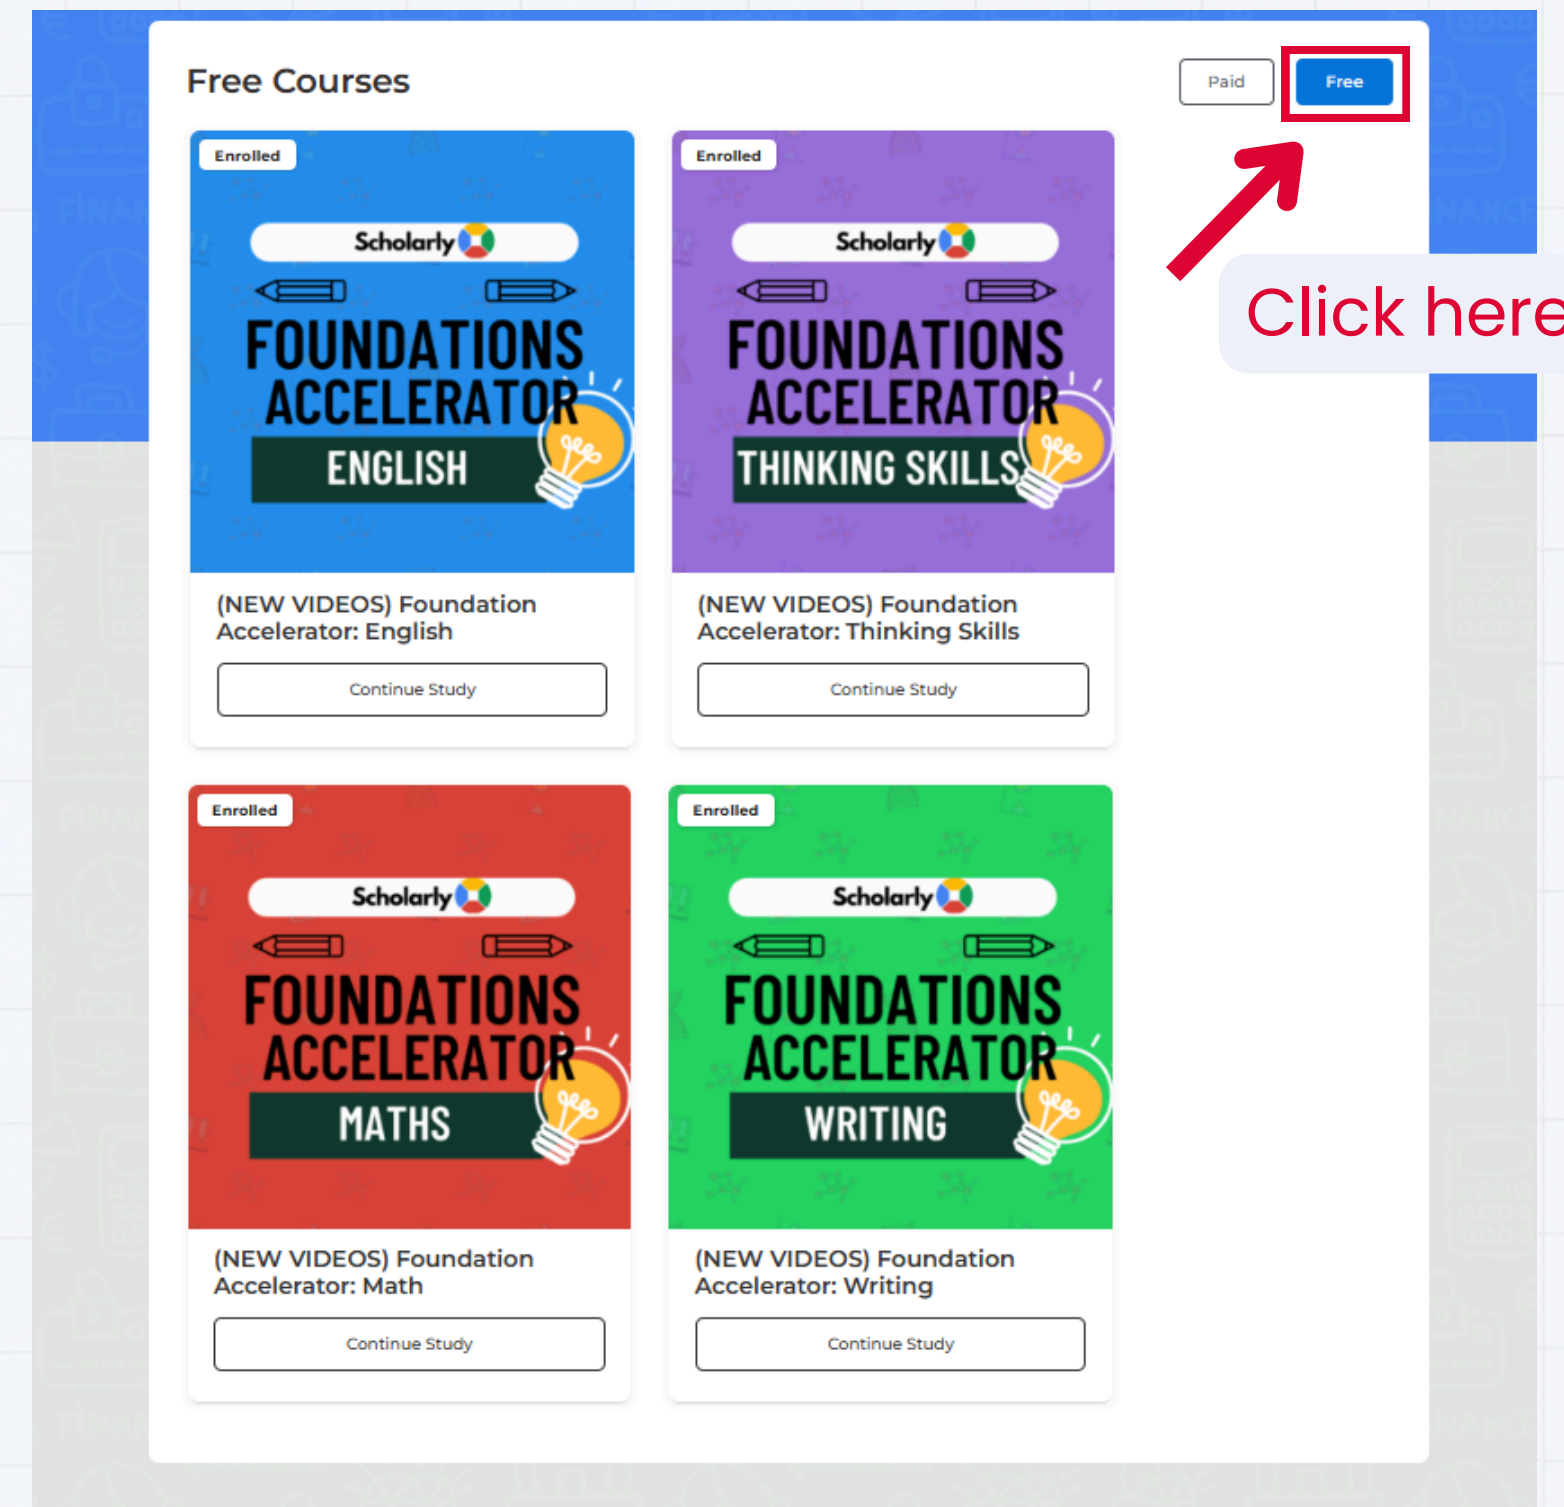 Free Courses
Paid
Free
Click here
Enrolled
Scholarly
FOUNDATIONS
ACCELERATOR
ENGLISH
(NEW VIDEOS) Foundation
Accelerator: English
Continue Study
Enrolled
Scholarly
FOUNDATIONS
ACCELERATOR
THINKING SKILLS
(NEW VIDEOS) Foundation
Accelerator: Thinking Skills
Continue Study
Enrolled
Scholarly
FOUNDATIONS
ACCELERATOR
MATHS
(NEW VIDEOS) Foundation
Accelerator: Math
Continue Study
Enrolled
Scholarly
FOUNDATIONS
ACCELERATOR
WRITING
(NEW VIDEOS) Foundation
Accelerator: Writing
Continue Study